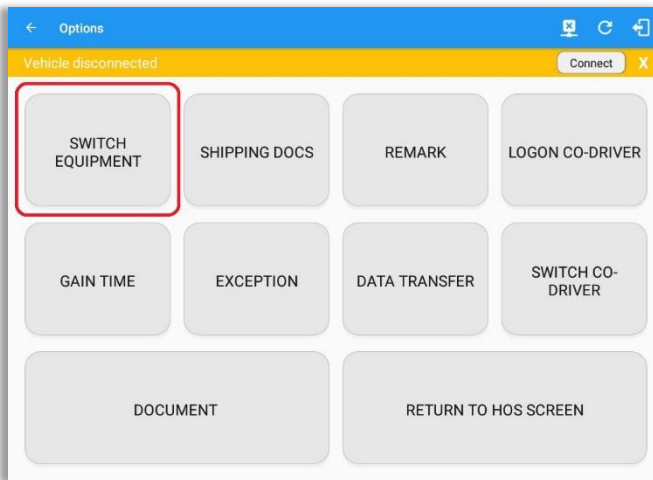 Options
Vehicle disconnected
Connect
X
SWITCH
EQUIPMENT
SHIPPING DOCS
REMARK
LOGON CO-DRIVER
GAIN TIME
EXCEPTION
DATA TRANSFER
SWITCH CO-
DRIVER
DOCUMENT
RETURN TO HOS SCREEN